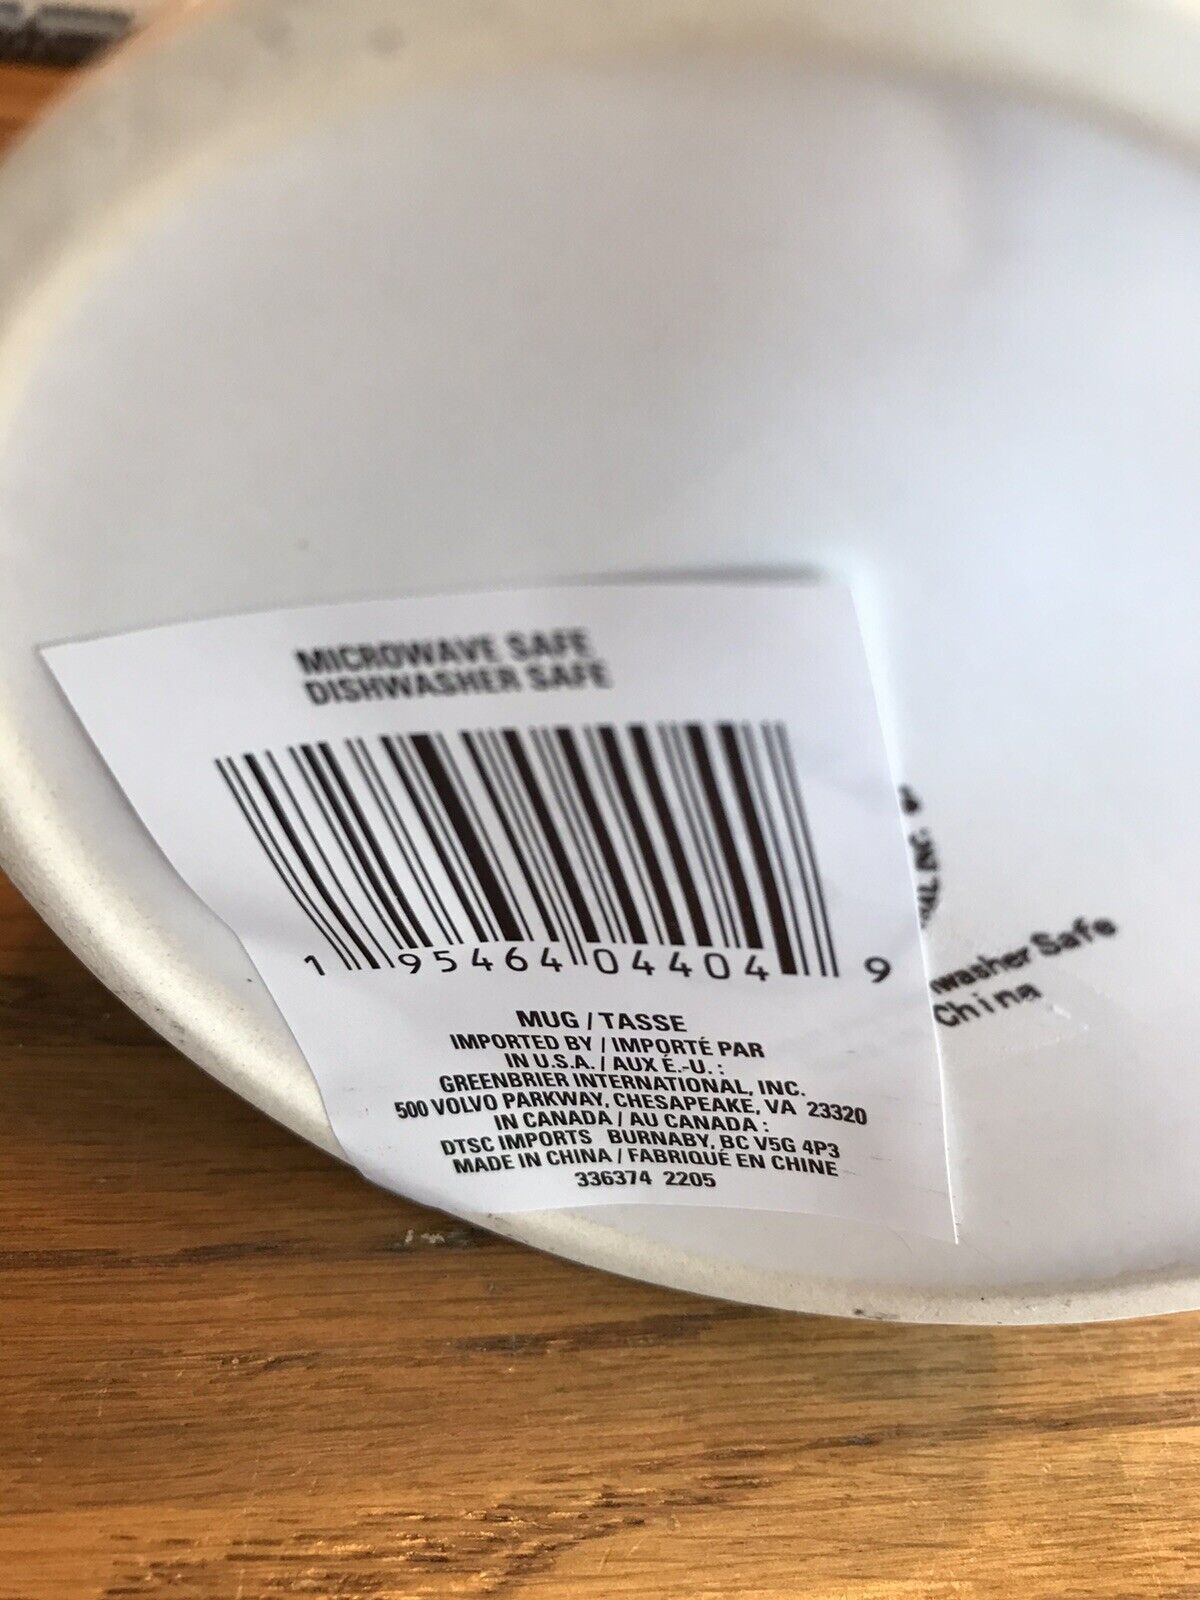 MICROWAVE SAFE
DISHWASHER SAFE
1 95464 04404 9
MUG / TASSE
IMPORTED BY / IMPORTÉ PAR
IN U.S.A. / AUX É.-U. :
GREENBRIER INTERNATIONAL, INC.
500 VOLVO PARKWAY, CHESAPEAKE, VA 23320
IN CANADA / AU CANADA :
DTSC IMPORTS BURNABY, BC V5G 4P3
MADE IN CHINA / FABRIQUÉ EN CHINE
336374 2205
INC.
washer Safe
China